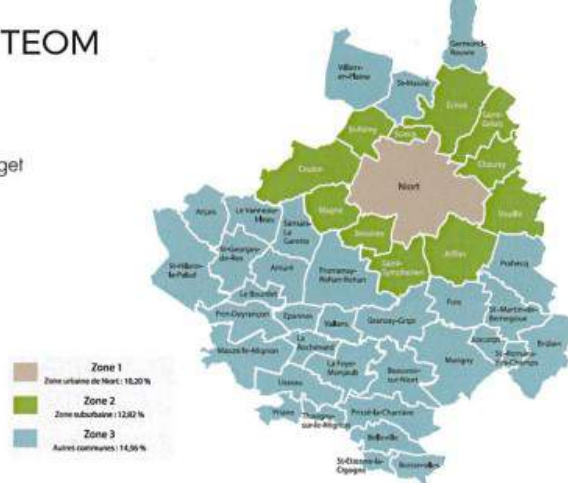 TEOM
get
Germond-
Rouvre
Villiers-
en-Plaine
St-Maxire
Echiré
Saint-
Gelais
St-Rémy
Sciecq
Chauray
Coulon
Niort
Magné
Vouillé
Bessines
Aiffres
Saint-
Symphorien
Arçais
Le Vanneau-
Irleau
Sansais-
La
Garette
St-Georges-
de-Rex
Amuré
St-Hilaire-
la-Palud
Frontenay-
Rohan-Rohan
Prahecq
Le Bourdet
Fors
St-Martin-de-
Bernegoue
Prin-Deyrançon
Epannes
Vallans
Granzay-Gript
Juscorps
Brûlain
La
Rochénard
St-Romans-
des-Champs
Mauzé/le-Mignon
La Foye-
Monjault
Beauvoir-
sur-Niort
Marigny
Usseau
Priaire
Thorigny-
sur-le-Mignon
Prissé-la-Charrière
Belleville
St-Etienne-la-
Cigogne
Boisserolles
Zone 1
Zone urbaine de Niort : 10,20 %
Zone 2
Zone suburbaine : 12,82 %
Zone 3
Autres communes : 14,56 %